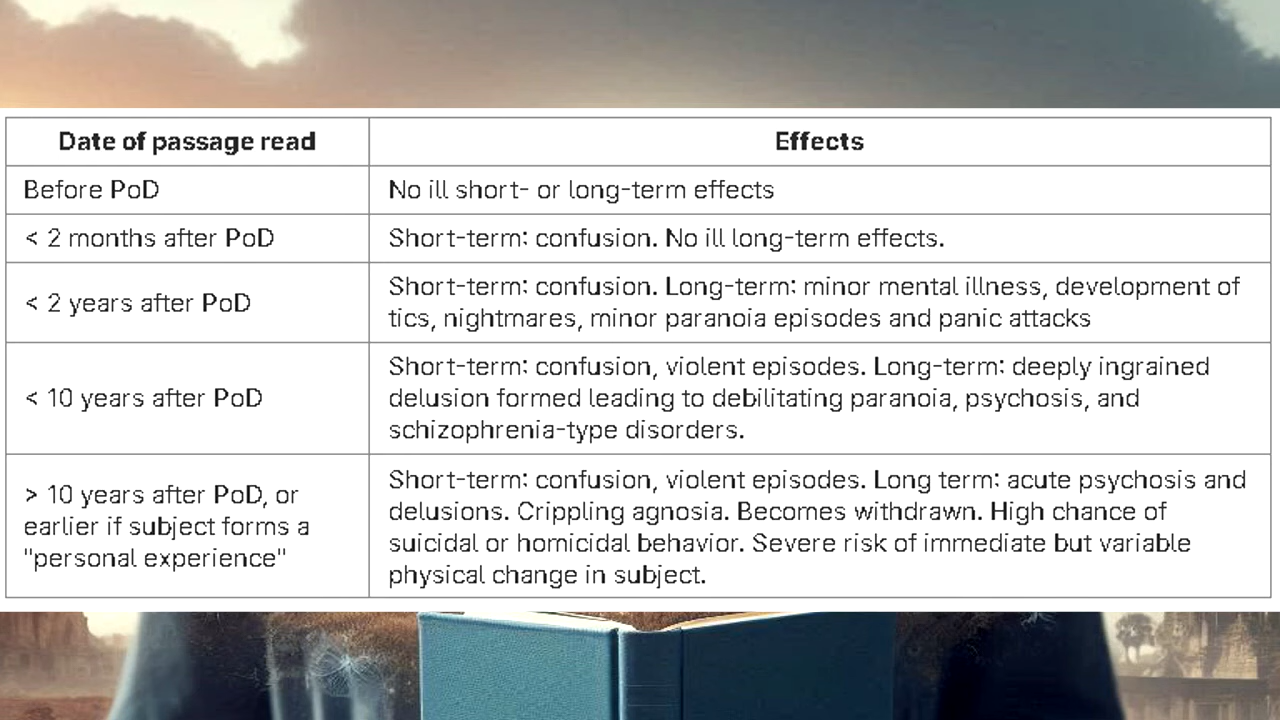 Date of passage read
Effects
Before PoD
No ill short- or long-term effects
< 2 months after PoD
Short-term: confusion. No ill long-term effects.
< 2 years after PoD
Short-term: confusion. Long-term: minor mental illness, development of
tics, nightmares, minor paranoia episodes and panic attacks
< 10 years after PoD
Short-term: confusion, violent episodes. Long-term: deeply ingrained
delusion formed leading to debilitating paranoia, psychosis, and
schizophrenia-type disorders.
> 10 years after PoD, or
earlier if subject forms a
"personal experience"
Short-term: confusion, violent episodes. Long term: acute psychosis and
delusions. Crippling agnosia. Becomes withdrawn. High chance of
suicidal or homicidal behavior. Severe risk of immediate but variable
physical change in subject.